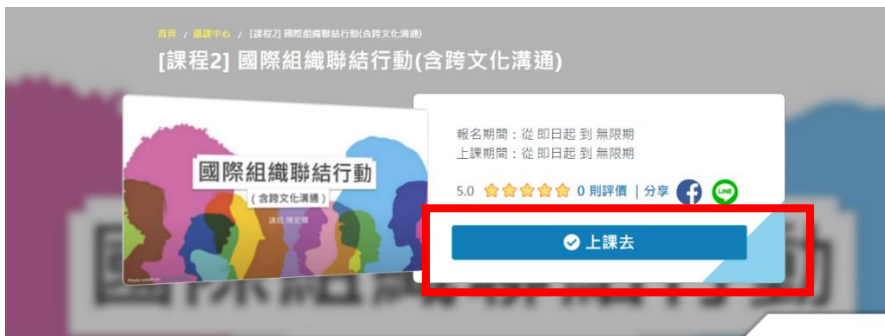 首頁 / 選課中心 / [課程2] 國際組織聯結行動(含跨文化溝通)
[課程2] 國際組織聯結行動(含跨文化溝通)
國際組織聯結行動
(含跨文化溝通)
報名期間：從 即日起 到 無限期
上課期間：從 即日起 到 無限期
5.0 0 則評價 | 分享
LINE
上課去